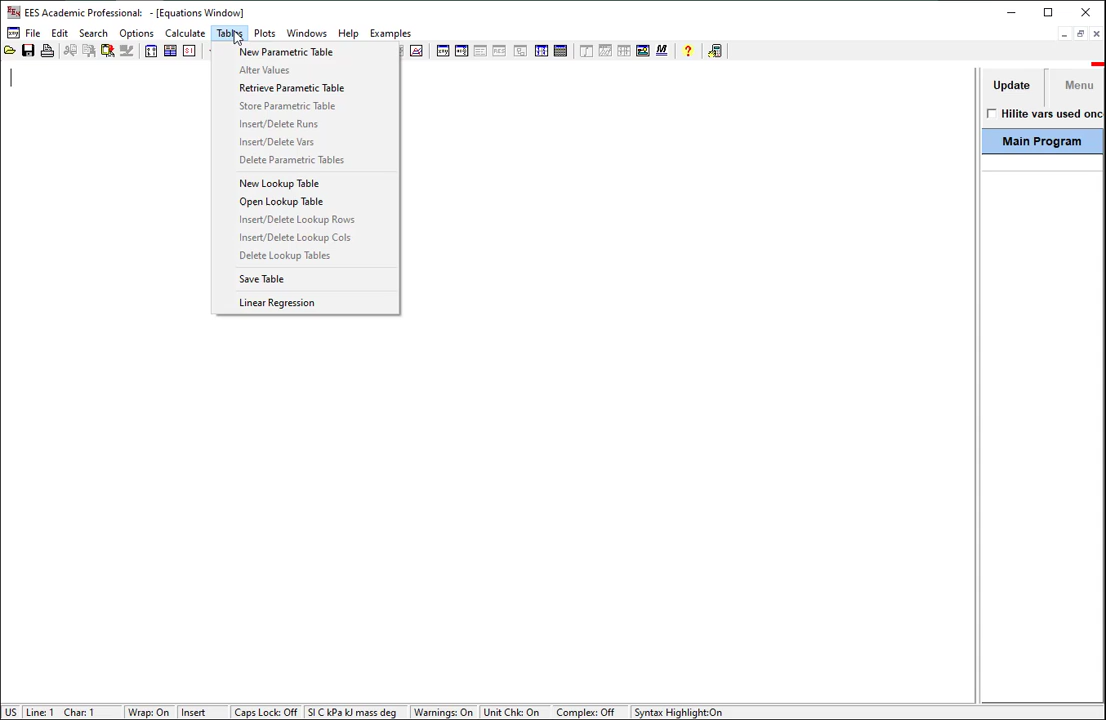 EES Academic Professional: - [Equations Window]
File Edit Search Options Calculate Tables Plots Windows Help Examples
New Parametric Table
Alter Values
Retrieve Parametic Table
Store Parametric Table
Insert/Delete Runs
Insert/Delete Vars
Delete Parametric Tables
New Lookup Table
Open Lookup Table
Insert/Delete Lookup Rows
Insert/Delete Lookup Cols
Delete Lookup Tables
Save Table
Linear Regression
Update Menu
Hilite vars used onc
Main Program
US Line: 1 Char: 1 Wrap: On Insert Caps Lock: Off SI C kPa kJ mass deg Warnings: On Unit Chk: On Complex: Off Syntax Highlight:On